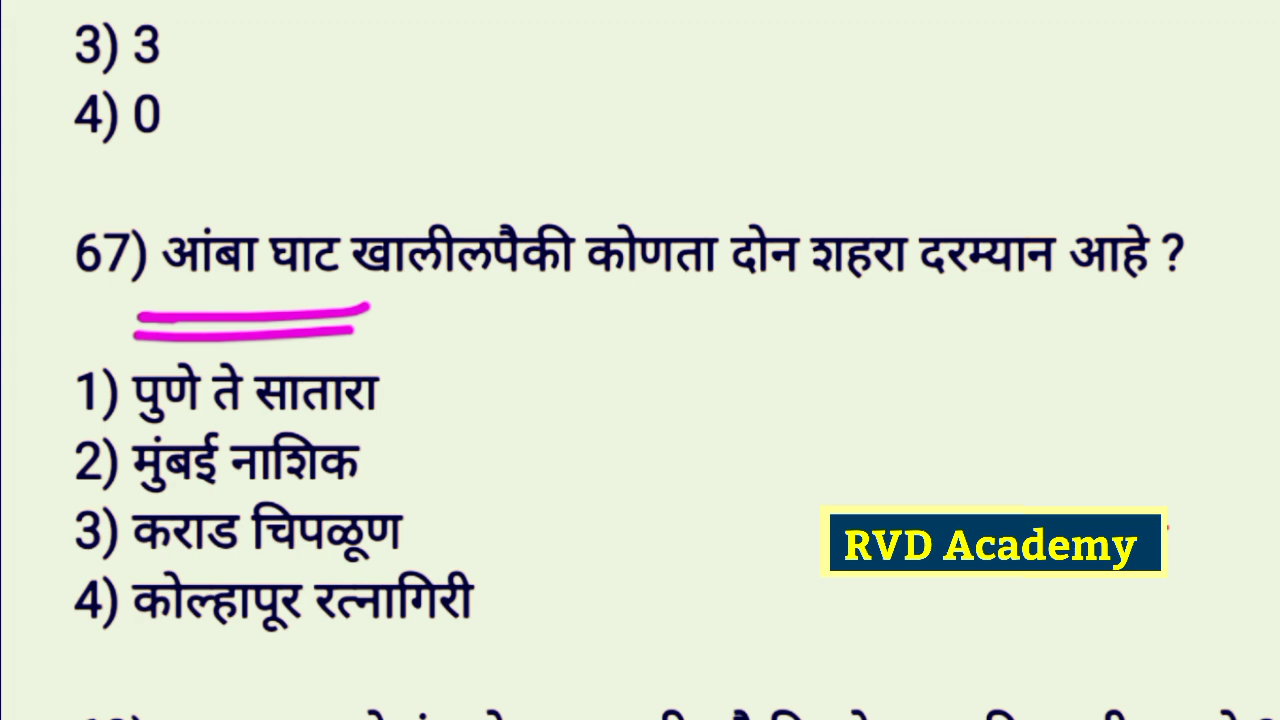 3) 3
4) 0
67) आंबा घाट खालीलपैकी कोणता दोन शहरा दरम्यान आहे ?
1) पुणे ते सातारा
2) मुंबई नाशिक
3) कराड चिपळूण
RVD Academy
4) कोल्हापूर रत्नागिरी